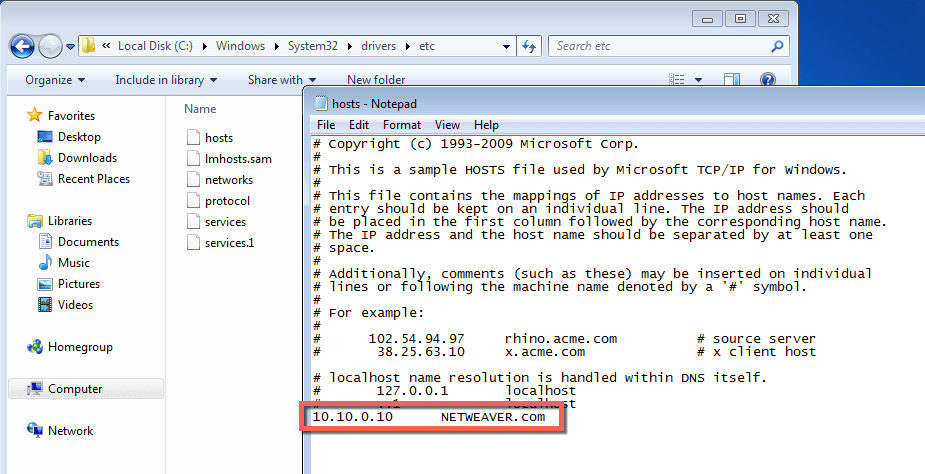 « Local Disk (C:) Windows System32 drivers etc
Search etc
Organize Include in library Share with New folder
Favorites
Desktop
Downloads
Recent Places
Libraries
Documents
Music
Pictures
Videos
Homegroup
Computer
Network
Name
hosts
lmhosts.sam
networks
protocol
services
services.1
hosts - Notepad
File Edit Format View Help
# Copyright (c) 1993-2009 Microsoft Corp.
#
# This is a sample HOSTS file used by Microsoft TCP/IP for Windows.
#
# This file contains the mappings of IP addresses to host names. Each
# entry should be kept on an individual line. The IP address should
# be placed in the first column followed by the corresponding host name.
# The IP address and the host name should be separated by at least one
# space.
#
# Additionally, comments (such as these) may be inserted on individual
# lines or following the machine name denoted by a '#' symbol.
#
# For example:
#
# 102.54.94.97 rhino.acme.com # source server
# 38.25.63.10 x.acme.com # x client host
# localhost name resolution is handled within DNS itself.
# 127.0.0.1 localhost
# localhost
10.10.0.10 NETWEAVER.com